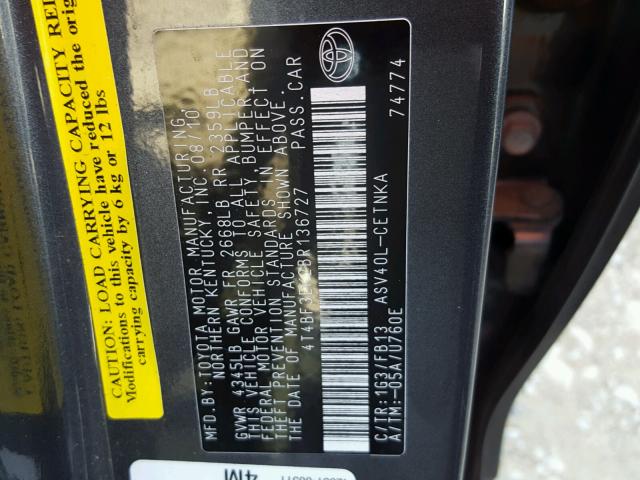 CAUTION: LOAD CARRYING CAPACITY RED
Modifications to this vehicle have reduced the origi
carrying capacity by 6 kg or 12 lbs
MFD. BY: TOYOTA MOTOR MANUFACTURING,
NORTHERN KENTUCKY, INC. 08/10
GVWR 4345LB GAWR FR 2668LB RR 2359LB
THIS VEHICLE CONFORMS TO ALL APPLICABLE
FEDERAL MOTOR VEHICLE SAFETY, BUMPER, AND
THEFT PREVENTION STANDARDS IN EFFECT ON
THE DATE OF MANUFACTURE SHOWN ABOVE.
PASS. CAR
C/TR: 1G3/FB13 ASV40L-CETNKA
A/TM: -05A/U760E 74774
4M